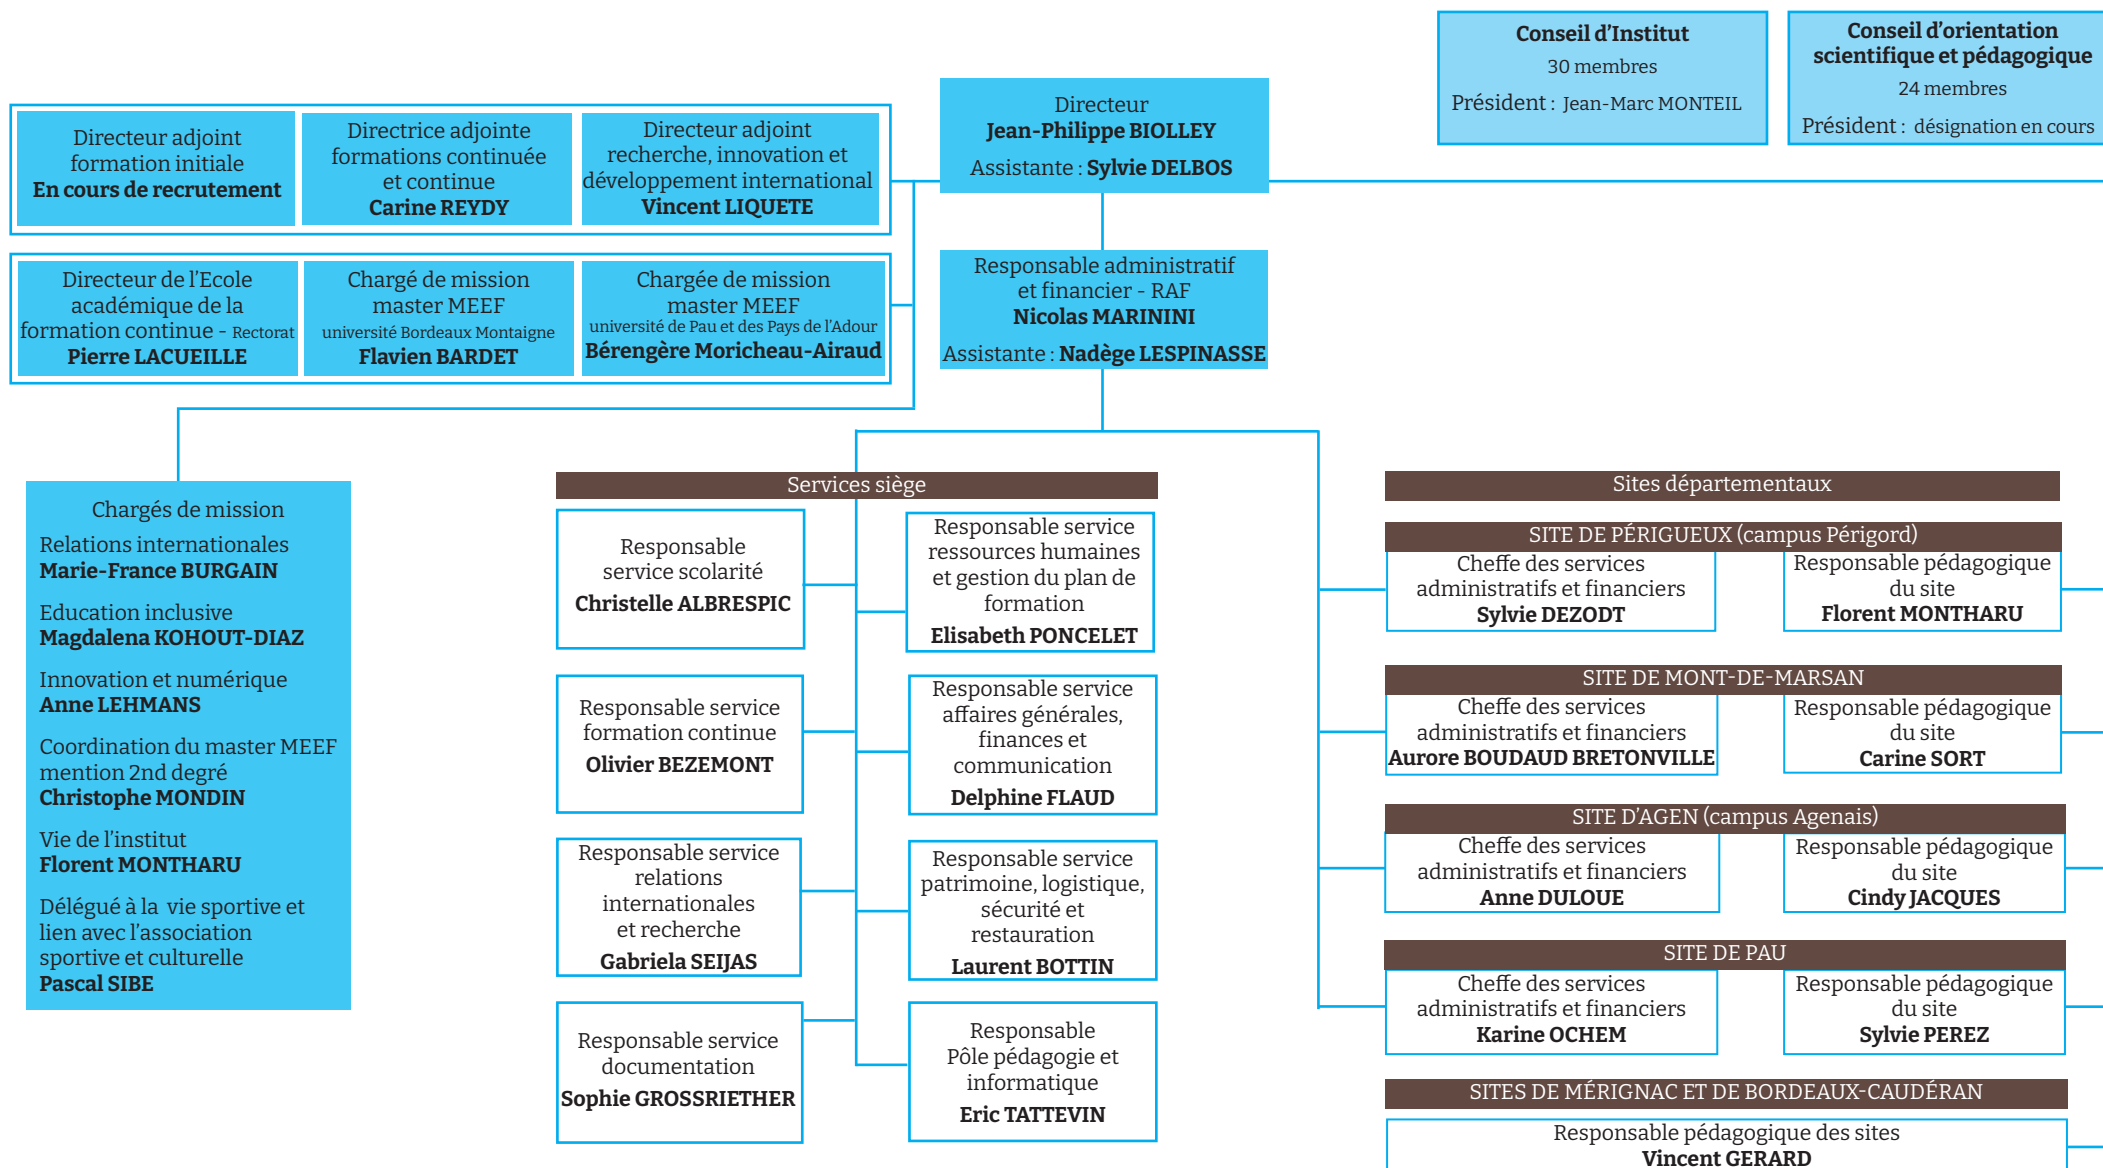 Conseil d'Institut
30 membres
Président : Jean-Marc MONTEIL
Conseil d'orientation
scientifique et pédagogique
24 membres
Président : désignation en cours
Directeur
Jean-Philippe BIOLLEY
Assistante : Sylvie DELBOS
Directeur adjoint
formation initiale
En cours de recrutement
Directrice adjointe
formations continuée
et continue
Carine REYDY
Directeur adjoint
recherche, innovation et
développement international
Vincent LIQUETE
Directeur de l'Ecole
académique de la
formation continue - Rectorat
Pierre LACUEILLE
Chargé de mission
master MEEF
université Bordeaux Montaigne
Flavien BARDET
Chargée de mission
master MEEF
université de Pau et des Pays de l'Adour
Bérengère Moricheau-Airaud
Responsable administratif
et financier - RAF
Nicolas MARININI
Assistante : Nadège LESPINASSE
Chargés de mission
Relations internationales
Marie-France BURGAIN
Education inclusive
Magdalena KOHOUT-DIAZ
Innovation et numérique
Anne LEHMANS
Coordination du master MEEF
mention 2nd degré
Christophe MONDIN
Vie de l'institut
Florent MONTHARU
Délégué à la vie sportive et
lien avec l'association
sportive et culturelle
Pascal SIBE
Services siège
Responsable
service scolarité
Christelle ALBRESPIC
Responsable service
ressources humaines
et gestion du plan de
formation
Elisabeth PONCELET
Responsable service
formation continue
Olivier BEZEMONT
Responsable service
affaires générales,
finances et
communication
Delphine FLAUD
Responsable service
relations
internationales
et recherche
Gabriela SEIJAS
Responsable service
patrimoine, logistique,
sécurité et
restauration
Laurent BOTTIN
Responsable service
documentation
Sophie GROSSRIETHER
Responsable
Pôle pédagogie et
informatique
Eric TATTEVIN
Sites départementaux
SITE DE PÉRIGUEUX (campus Périgord)
Cheffe des services
administratifs et financiers
Sylvie DEZODT
Responsable pédagogique
du site
Florent MONTHARU
SITE DE MONT-DE-MARSAN
Cheffe des services
administratifs et financiers
Aurore BOUDAUD BRETONVILLE
Responsable pédagogique
du site
Carine SORT
SITE D'AGEN (campus Agenais)
Cheffe des services
administratifs et financiers
Anne DULOUE
Responsable pédagogique
du site
Cindy JACQUES
SITE DE PAU
Cheffe des services
administratifs et financiers
Karine OCHEM
Responsable pédagogique
du site
Sylvie PEREZ
SITES DE MÉRIGNAC ET DE BORDEAUX-CAUDÉRAN
Responsable pédagogique des sites
Vincent GERARD